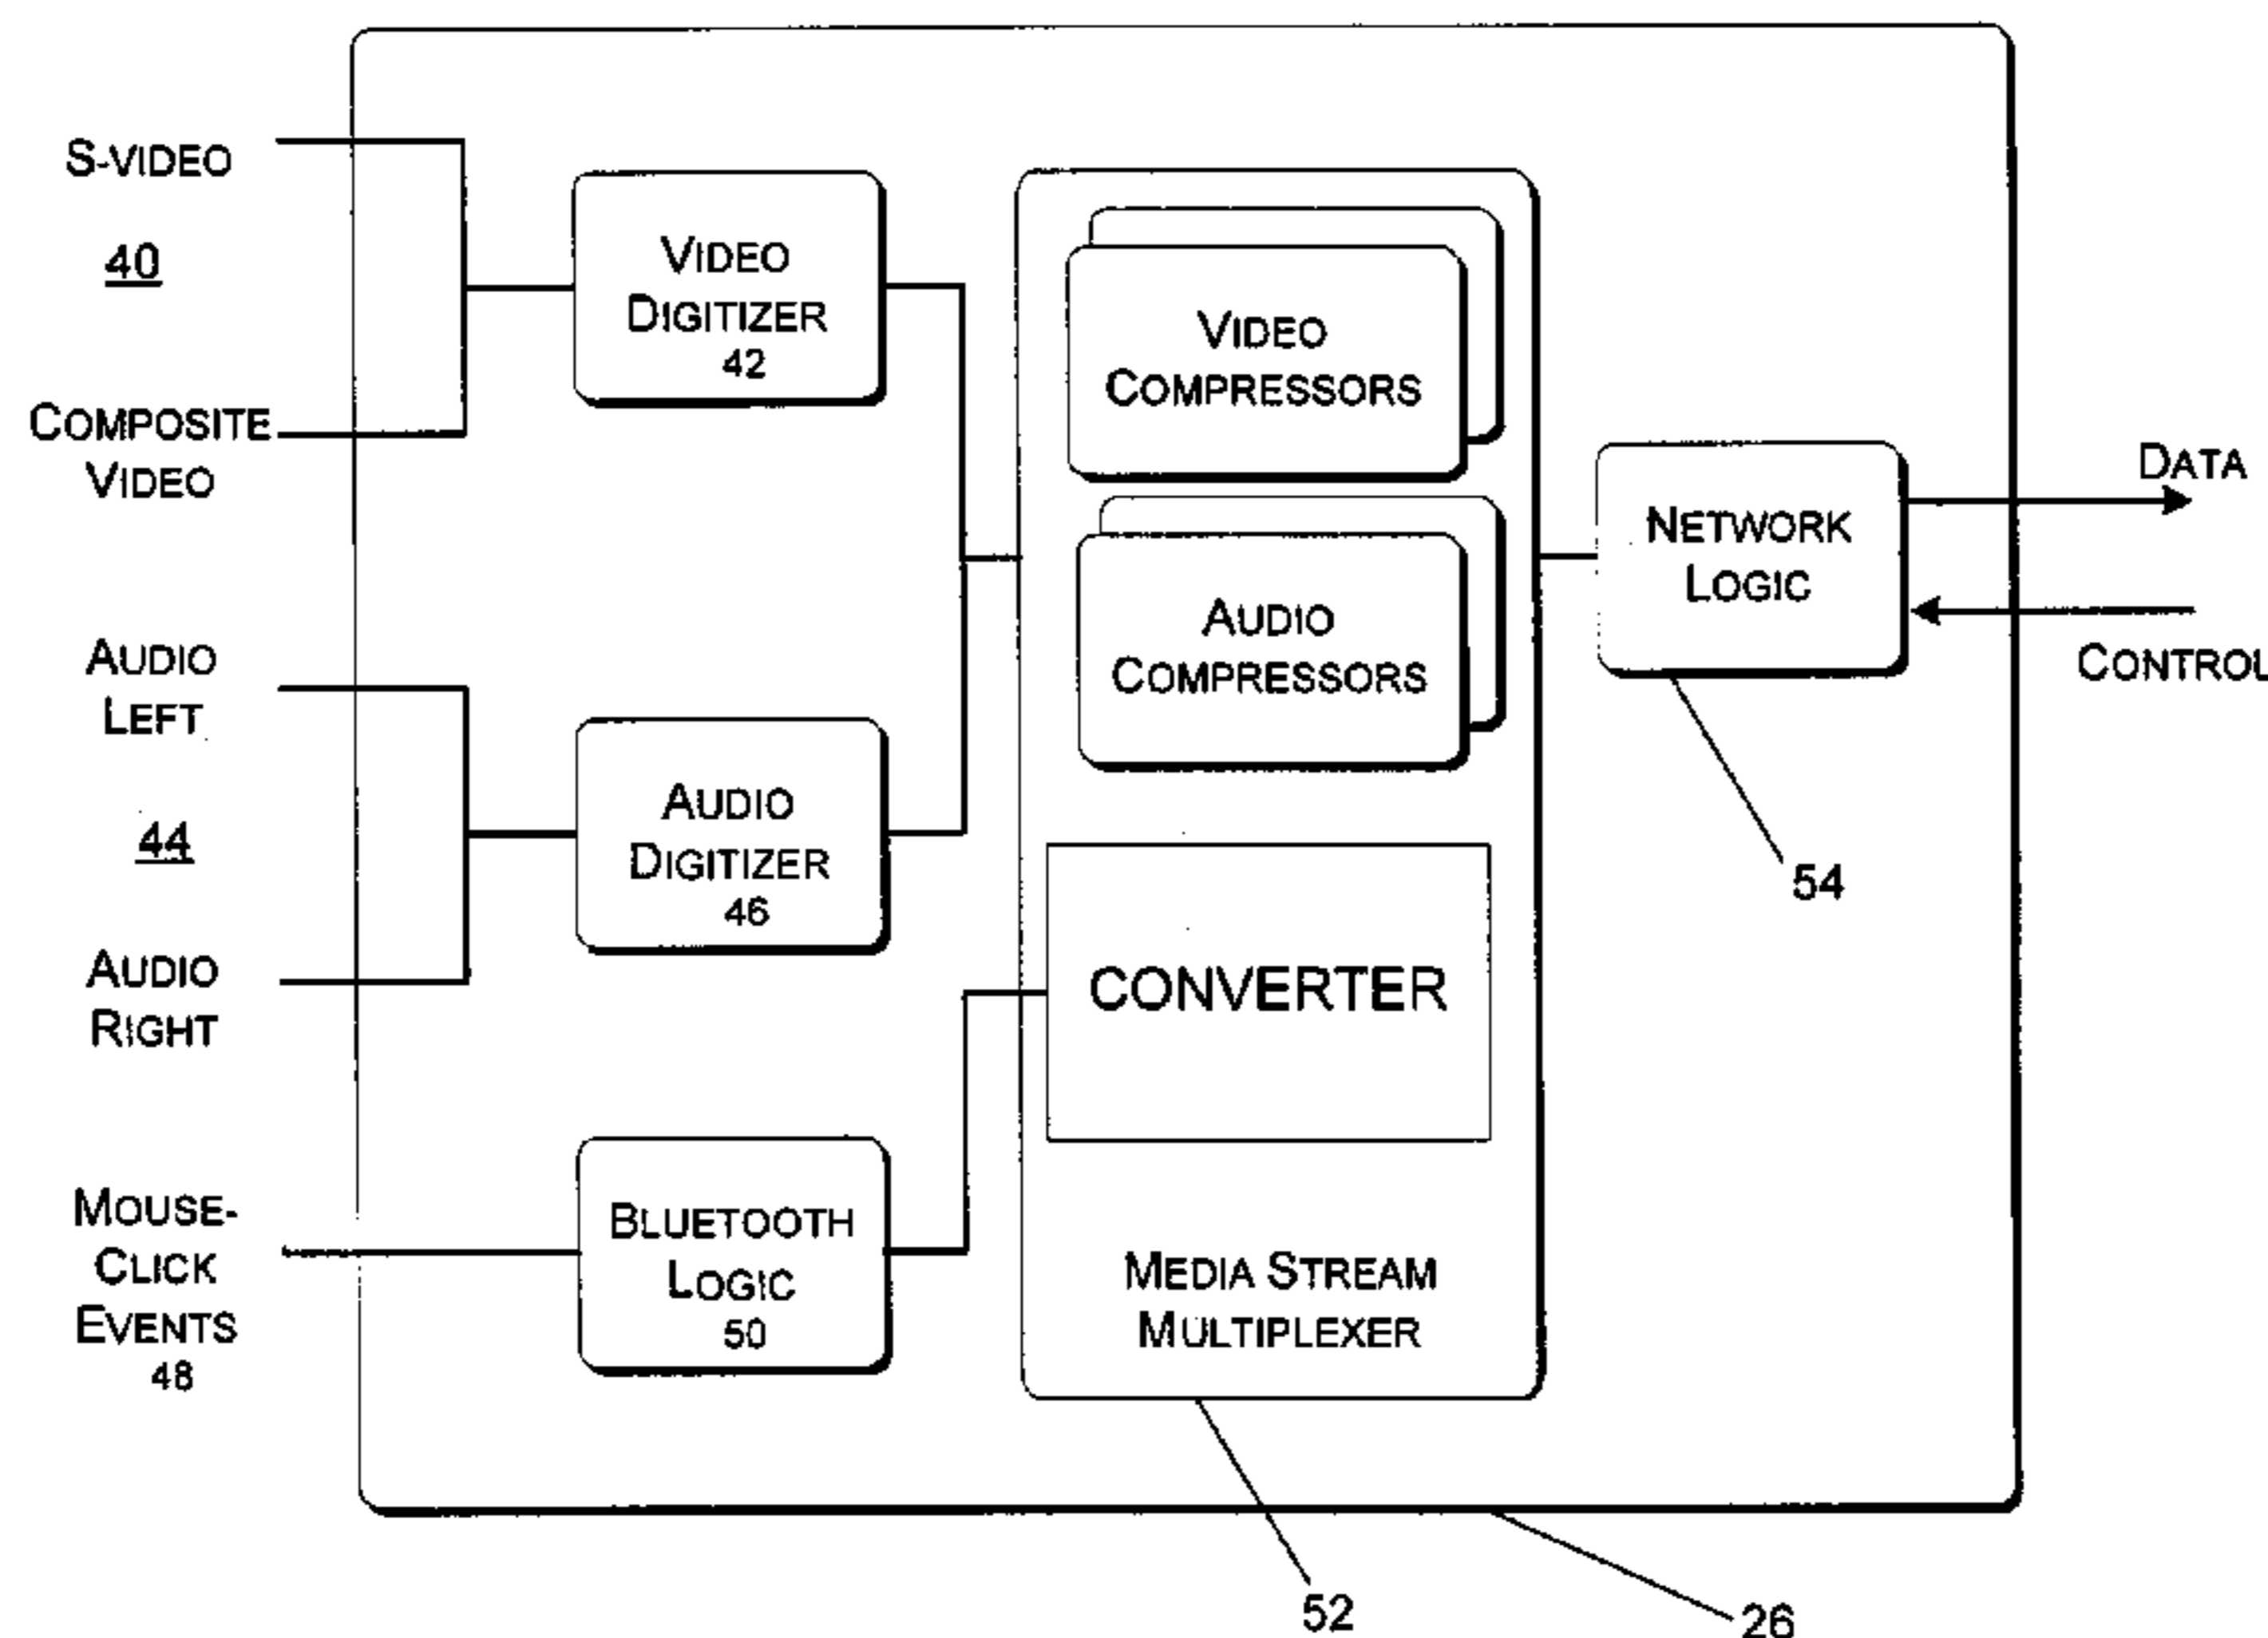 S-VIDEO
40
COMPOSITE
VIDEO
AUDIO
LEFT
44
AUDIO
RIGHT
MOUSE-
CLICK
EVENTS
48
VIDEO
DIGITIZER
42
AUDIO
DIGITIZER
46
BLUETOOTH
LOGIC
50
VIDEO
COMPRESSORS
AUDIO
COMPRESSORS
CONVERTER
MEDIA STREAM
MULTIPLEXER
NETWORK
LOGIC
DATA
CONTROL
54
52
26